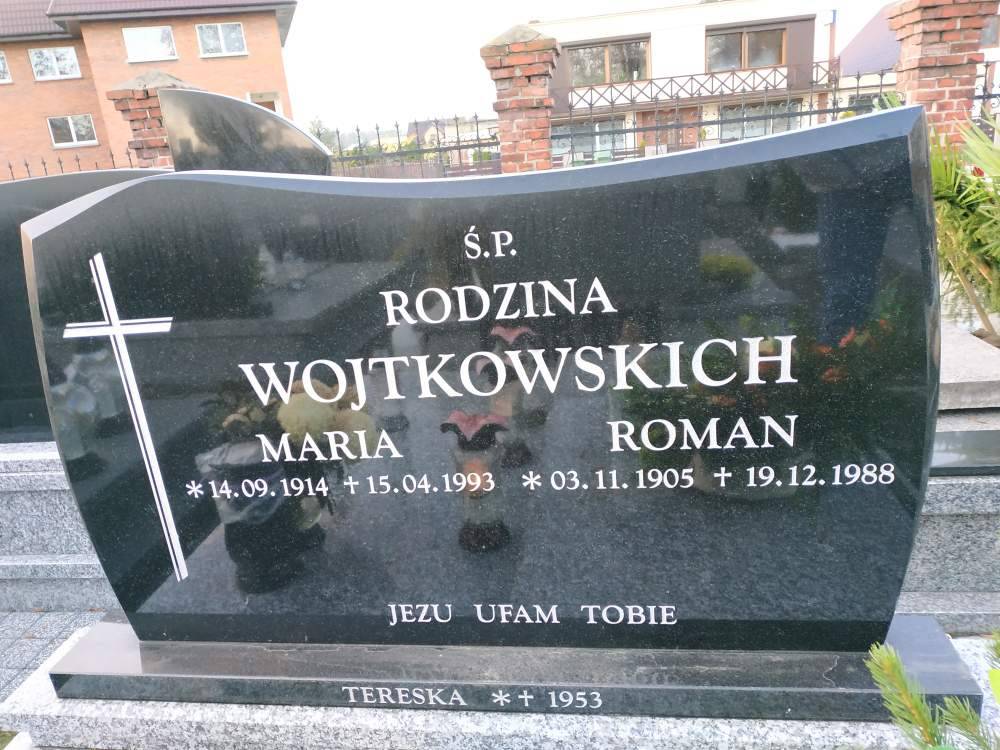 Ś.P.
RODZINA
WOJTKOWSKICH
MARIA ROMAN
*14.09.1914 ✝15.04.1993 *03.11.1905 ✝19.12.1988
JEZU UFAM TOBIE
TERESKA *✝1953